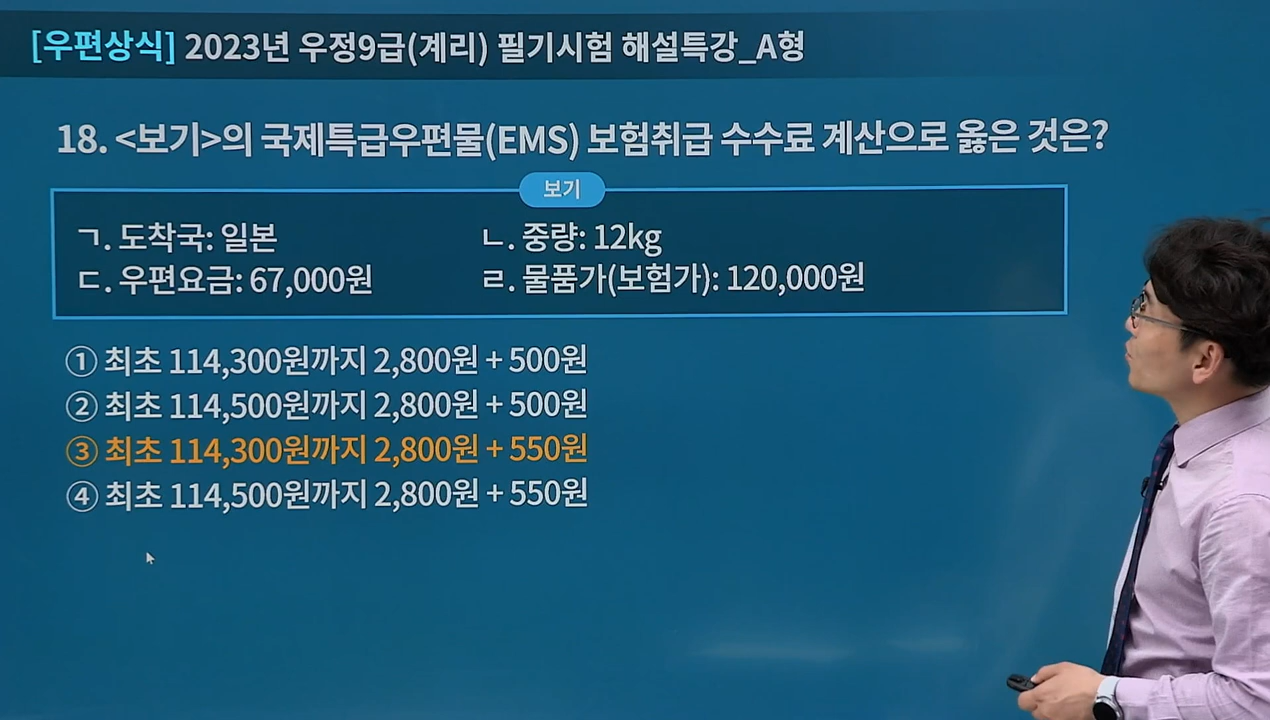 [우편상식] 2023년 우정9급(계리) 필기시험 해설특강_A형
18. <보기>의 국제특급우편물(EMS) 보험취급 수수료 계산으로 옳은 것은?
보기
ㄱ. 도착국: 일본 ㄴ. 중량: 12kg
ㄷ. 우편요금: 67,000원 ㄹ. 물품가(보험가): 120,000원
① 최초 114,300원까지 2,800원 + 500원
② 최초 114,500원까지 2,800원 + 500원
③ 최초 114,300원까지 2,800원 + 550원
④ 최초 114,500원까지 2,800원 + 550원